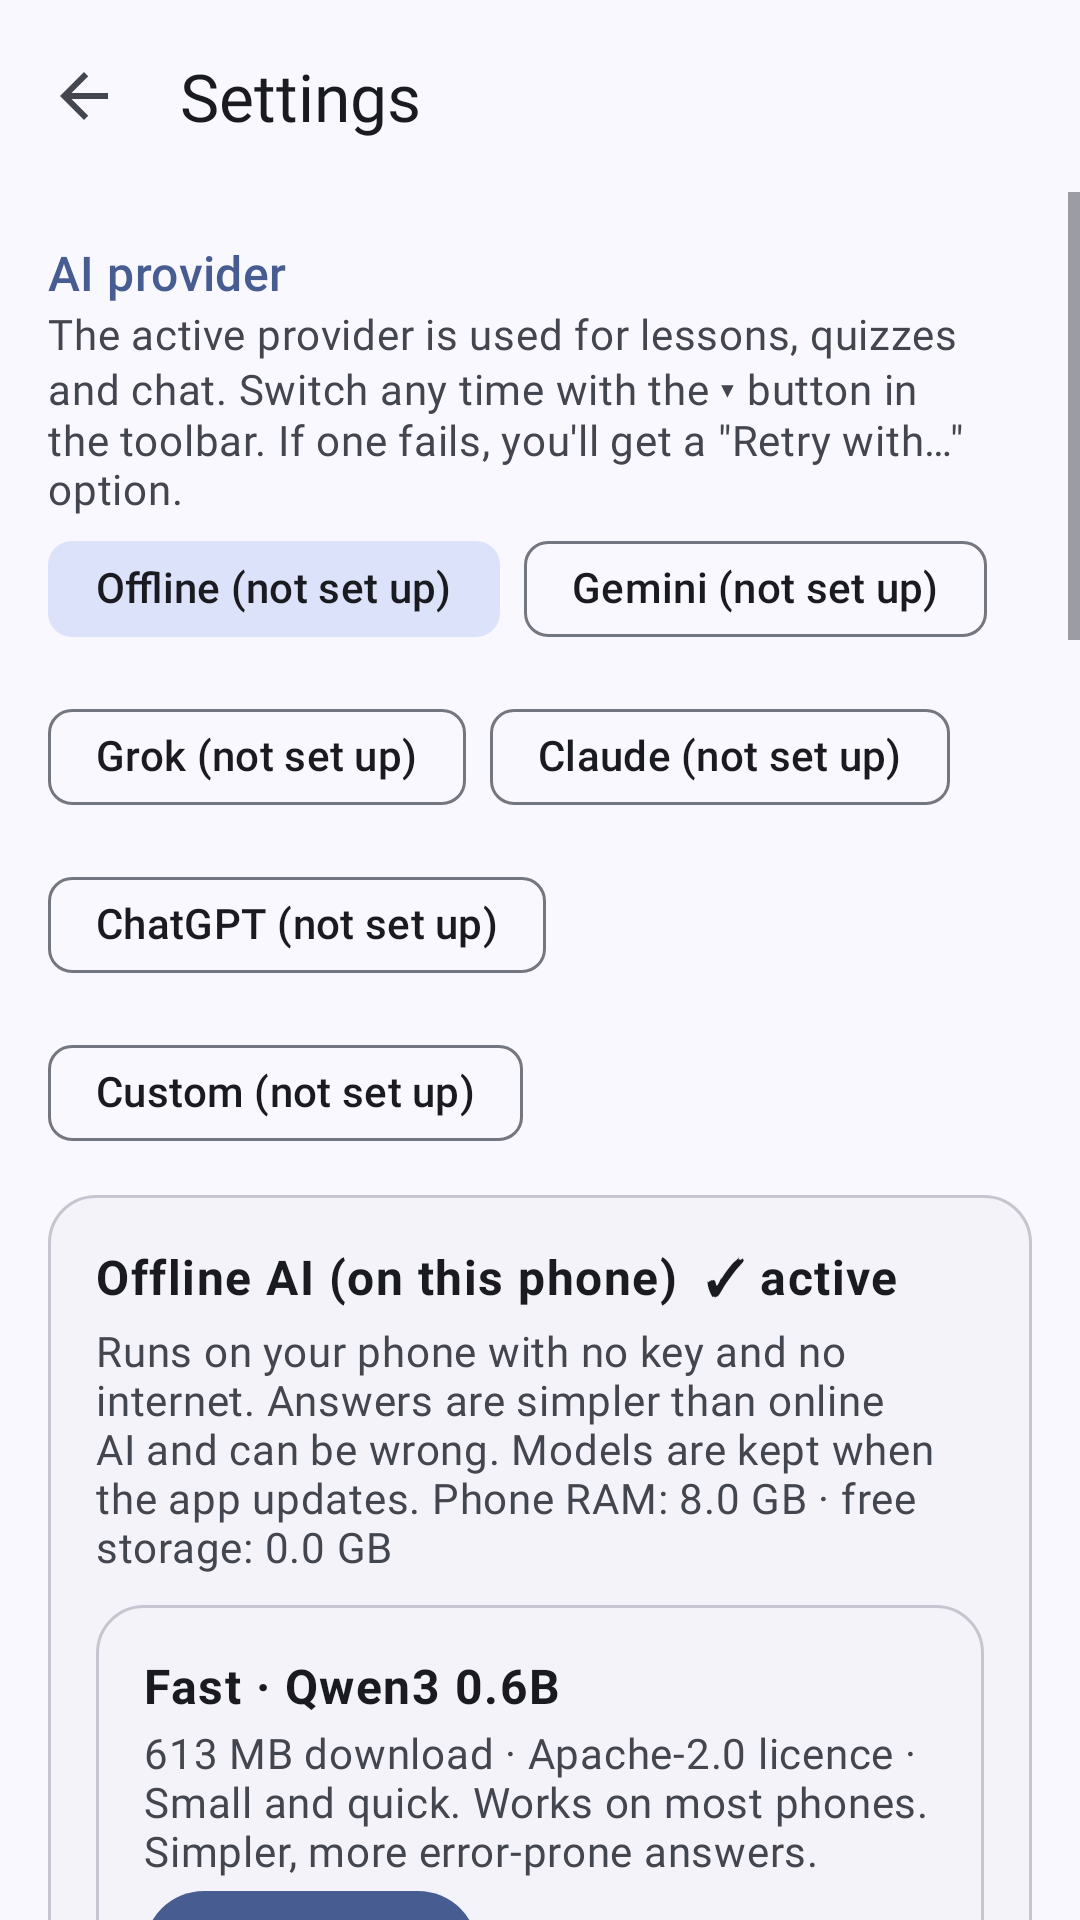 Settings
AI provider
The active provider is used for lessons, quizzes
and chat. Switch any time with the ▾ button in
the toolbar. If one fails, you'll get a "Retry with…"
option.
Offline (not set up)
Gemini (not set up)
Grok (not set up)
Claude (not set up)
ChatGPT (not set up)
Custom (not set up)
Offline AI (on this phone) ✓ active
Runs on your phone with no key and no
internet. Answers are simpler than online
AI and can be wrong. Models are kept when
the app updates. Phone RAM: 8.0 GB · free
storage: 0.0 GB
Fast · Qwen3 0.6B
613 MB download · Apache-2.0 licence ·
Small and quick. Works on most phones.
Simpler, more error-prone answers.